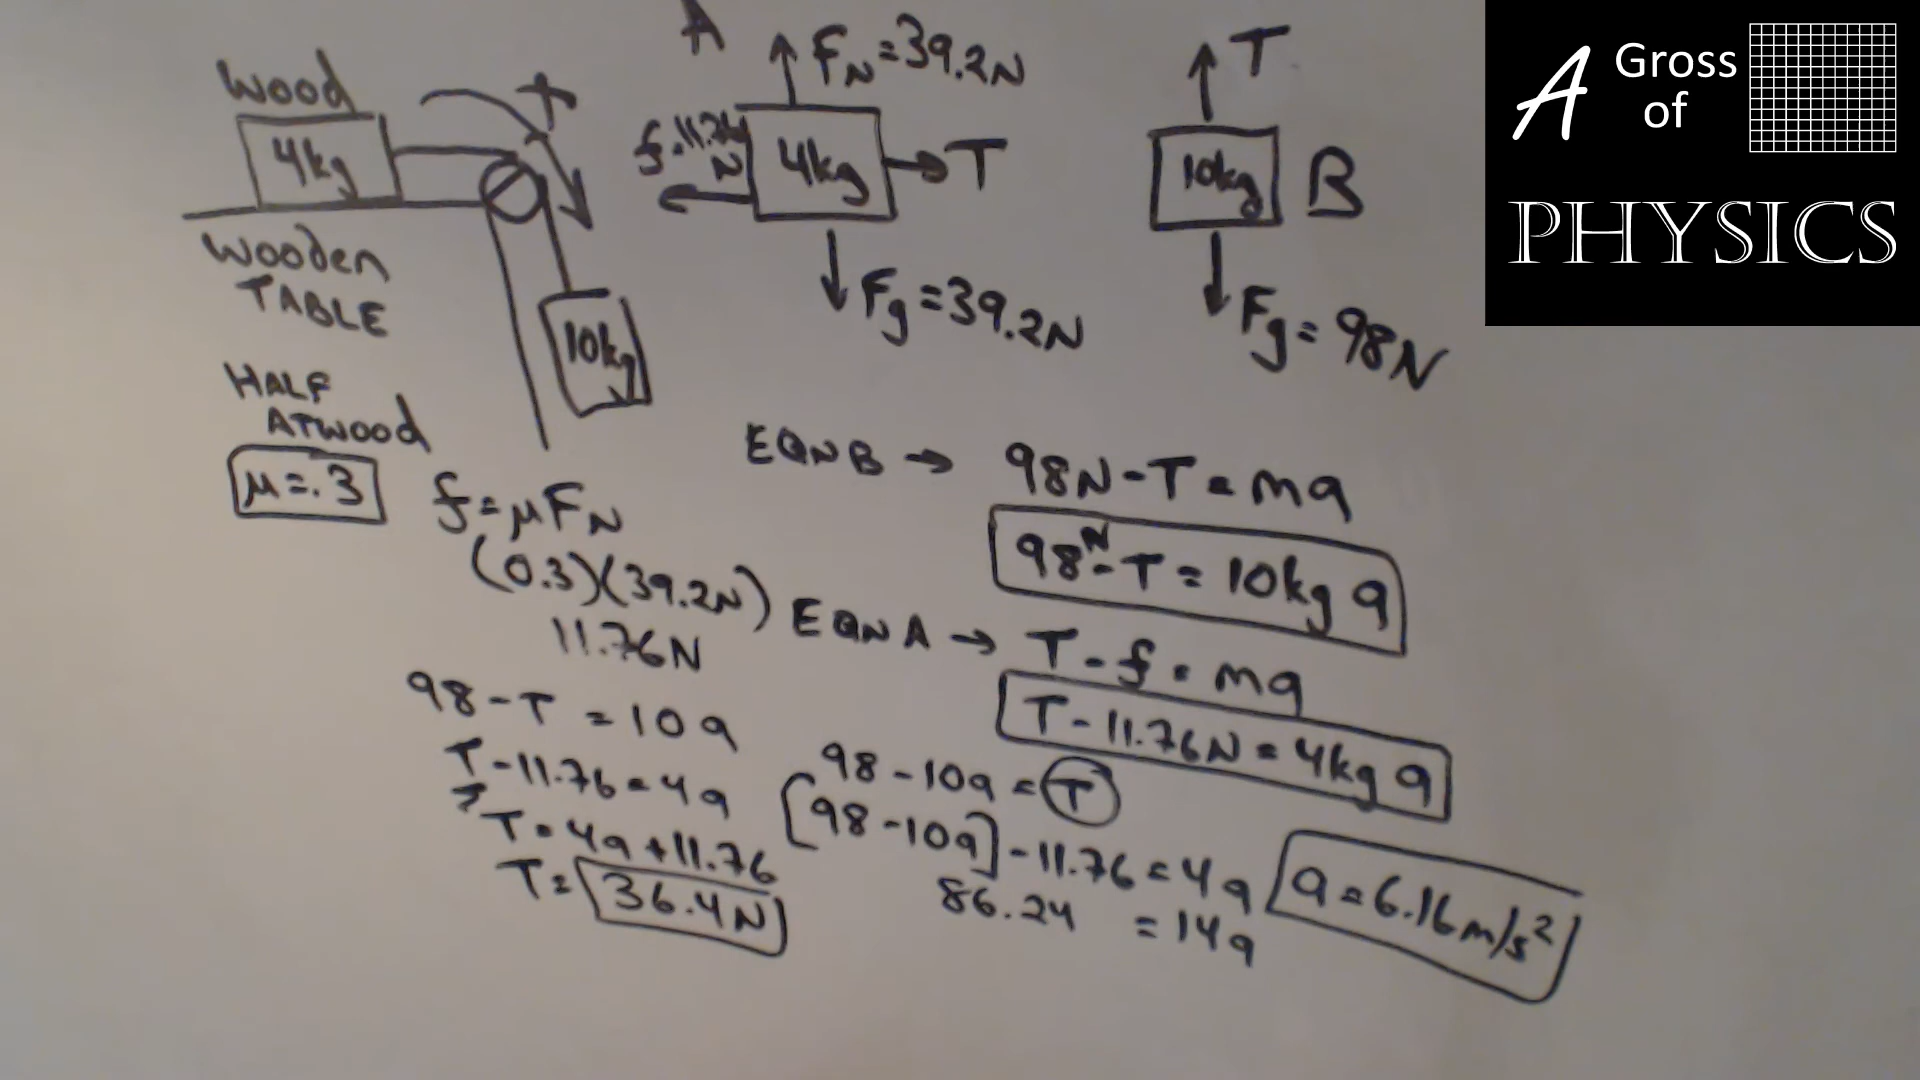 wood
4kg
+
wooden
TABLE
10kg
HALF
ATWOOD
μ=.3
A
FN=39.2N
f=11.76
N
4kg
T
Fg=39.2N
T
10kg
B
Fg=98N
A Gross
of
PHYSICS
f=μFN
(0.3)(39.2N)
11.76N
EQN B → 98N-T=ma
98N-T=10kg a
EQN A → T-f=ma
T-11.76N=4kg a
98-T=10a
T-11.76=4a
T=4a+11.76
T=36.4N
98-10a=T
[98-10a]-11.76=4a
86.24=14a
a=6.16m/s²